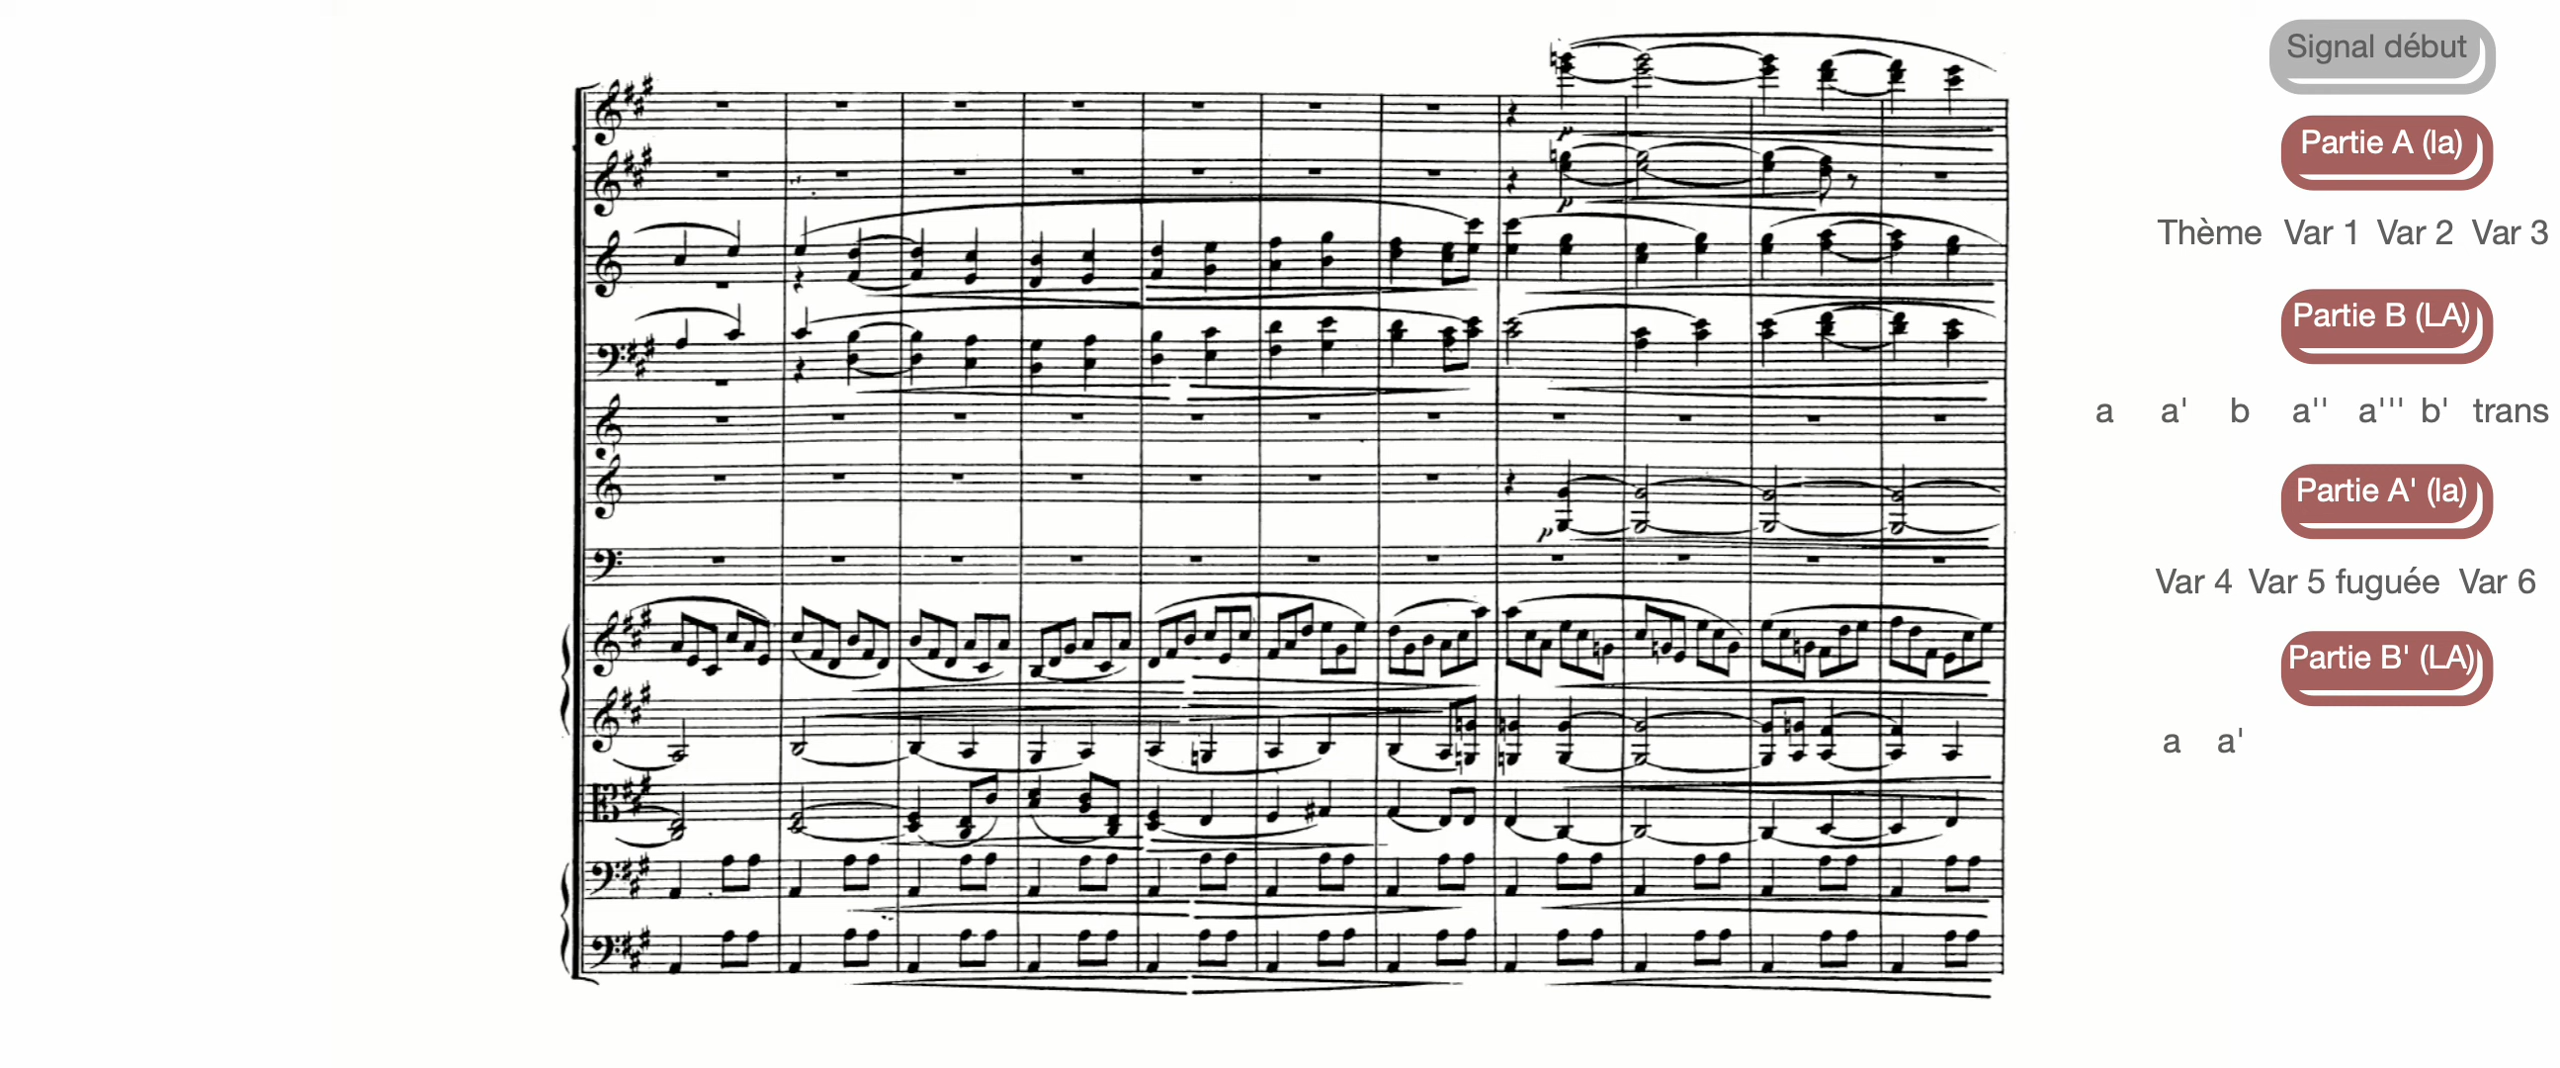 Signal début
Partie A (la)
Thème Var 1 Var 2 Var 3
Partie B (LA)
a a' b a'' a''' b' trans
Partie A' (la)
Var 4 Var 5 fuguée Var 6
Partie B' (LA)
a a'
p
p
p